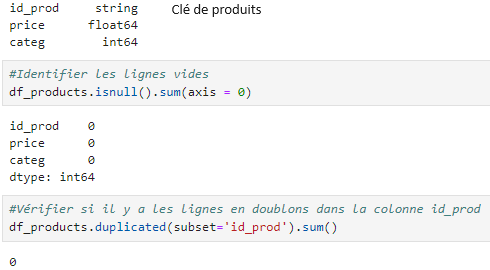 id_prod string Clé de produits
price float64
categ int64
#Identifier les lignes vides
df_products.isnull().sum(axis = 0)
id_prod 0
price 0
categ 0
dtype: int64
#Vérifier si il y a les lignes en doublons dans la colonne id_prod
df_products.duplicated(subset='id_prod').sum()
0